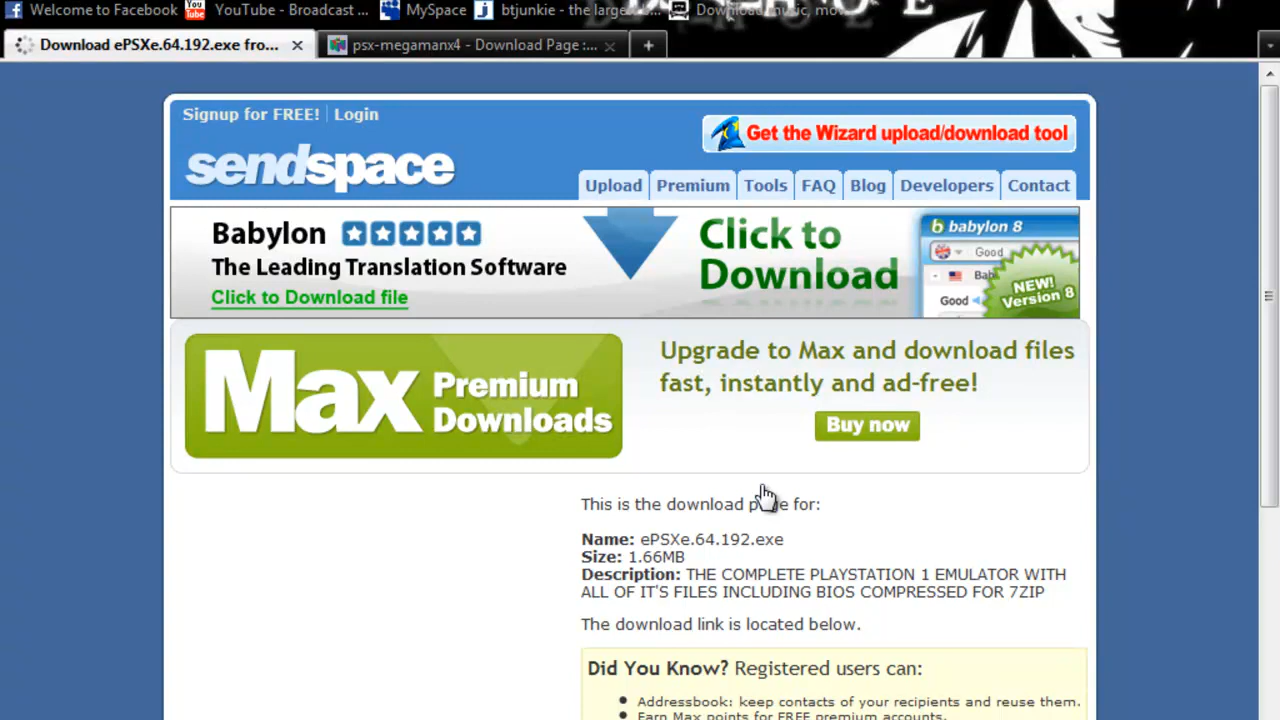 Welcome to Facebook YouTube - Broadcast ... MySpace btjunkie - the largest b... Download music, mov...
Download ePSXe.64.192.exe fro... psx-megamanx4 - Download Page :...
Signup for FREE! Login
Get the Wizard upload/download tool
sendspace
Upload Premium Tools FAQ Blog Developers Contact
Babylon
The Leading Translation Software
Click to Download file
Click to
Download
babylon 8
Good
Good
NEW!
Version 8
Max Premium
Downloads
Upgrade to Max and download files
fast, instantly and ad-free!
Buy now
This is the download page for:
Name: ePSXe.64.192.exe
Size: 1.66MB
Description: THE COMPLETE PLAYSTATION 1 EMULATOR WITH
ALL OF IT'S FILES INCLUDING BIOS COMPRESSED FOR 7ZIP
The download link is located below.
Did You Know? Registered users can:
Addressbook: keep contacts of your recipients and reuse them.
Earn Max points for FREE premium accounts.